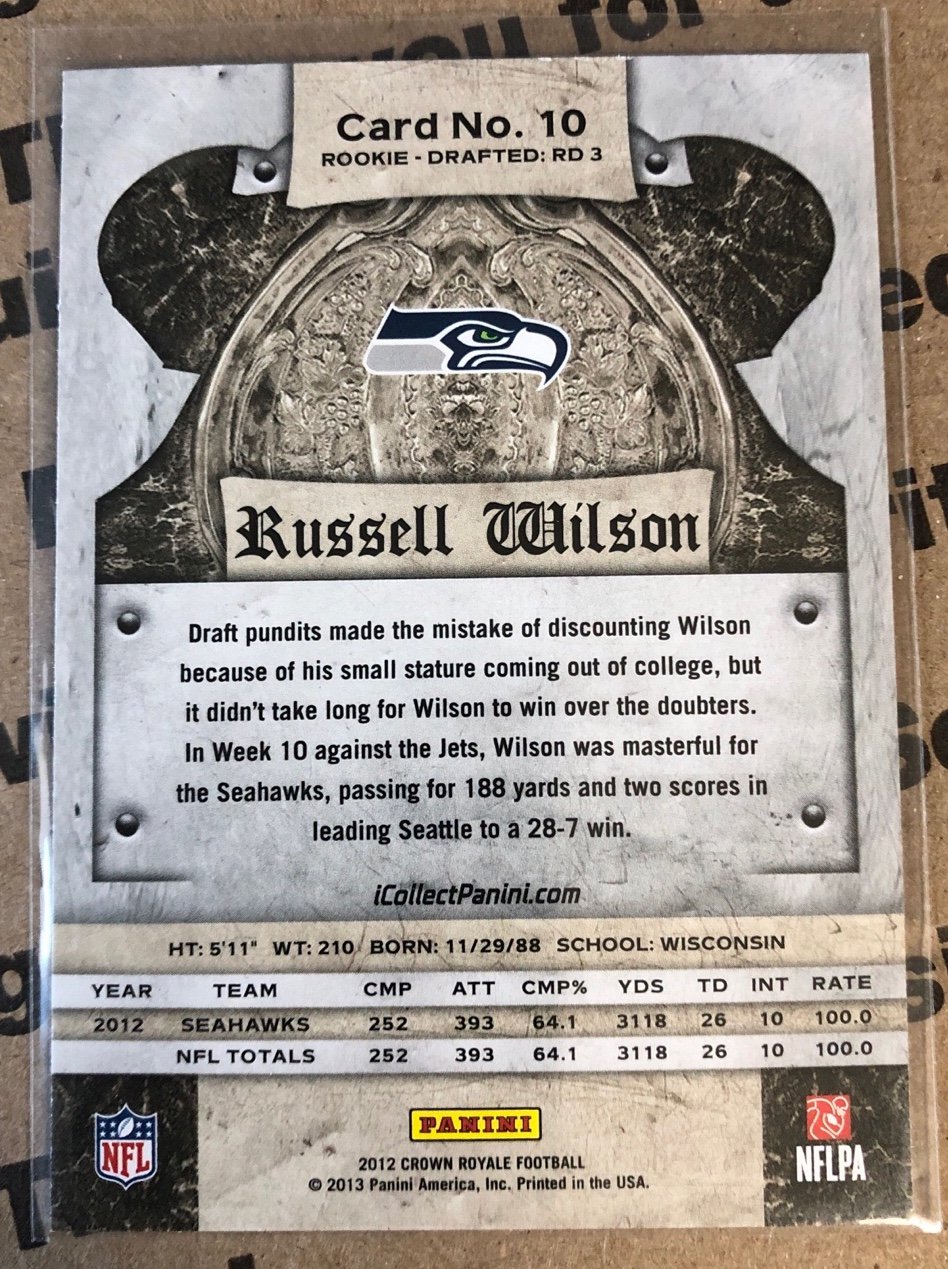 you for
Card No. 10
ROOKIE - DRAFTED: RD 3
Russell Wilson
Draft pundits made the mistake of discounting Wilson
because of his small stature coming out of college, but
it didn't take long for Wilson to win over the doubters.
In Week 10 against the Jets, Wilson was masterful for
the Seahawks, passing for 188 yards and two scores in
leading Seattle to a 28-7 win.
iCollectPanini.com
HT: 5'11" WT: 210 BORN: 11/29/88 SCHOOL: WISCONSIN
YEAR TEAM CMP ATT CMP% YDS TD INT RATE
2012 SEAHAWKS 252 393 64.1 3118 26 10 100.0
NFL TOTALS 252 393 64.1 3118 26 10 100.0
NFL
PANINI
NFLPA
2012 CROWN ROYALE FOOTBALL
© 2013 Panini America, Inc. Printed in the USA.